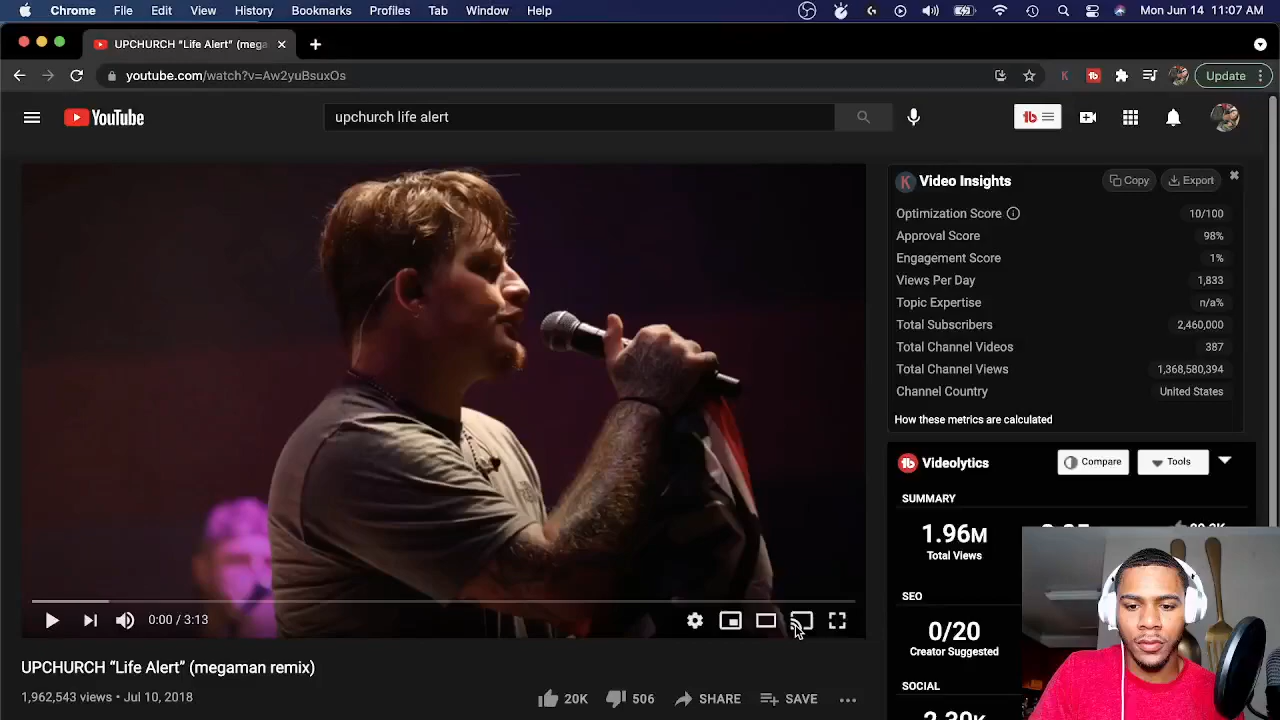 Chrome File Edit View History Bookmarks Profiles Tab Window Help Mon Jun 14 11:07 AM
UPCHURCH “Life Alert” (mega
youtube.com/watch?v=Aw2yuBsuxOs
Update
YouTube
upchurch life alert
Video Insights
Copy
Export
Optimization Score 10/100
Approval Score 98%
Engagement Score 1%
Views Per Day 1,833
Topic Expertise n/a%
Total Subscribers 2,460,000
Total Channel Videos 387
Total Channel Views 1,368,580,394
Channel Country United States
How these metrics are calculated
Videolytics
Compare
Tools
SUMMARY
1.96M
Total Views
SEO
0/20
Creator Suggested
SOCIAL
0:00 / 3:13
UPCHURCH “Life Alert” (megaman remix)
1,962,543 views • Jul 10, 2018
20K
506
SHARE
SAVE